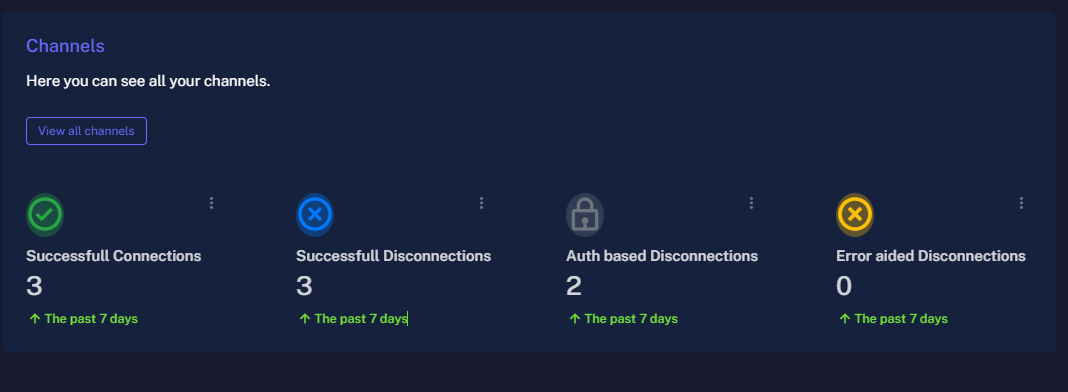 Channels
Here you can see all your channels.
View all channels
Successfull Connections
3
The past 7 days
Successfull Disconnections
3
The past 7 days
Auth based Disconnections
2
The past 7 days
Error aided Disconnections
0
The past 7 days